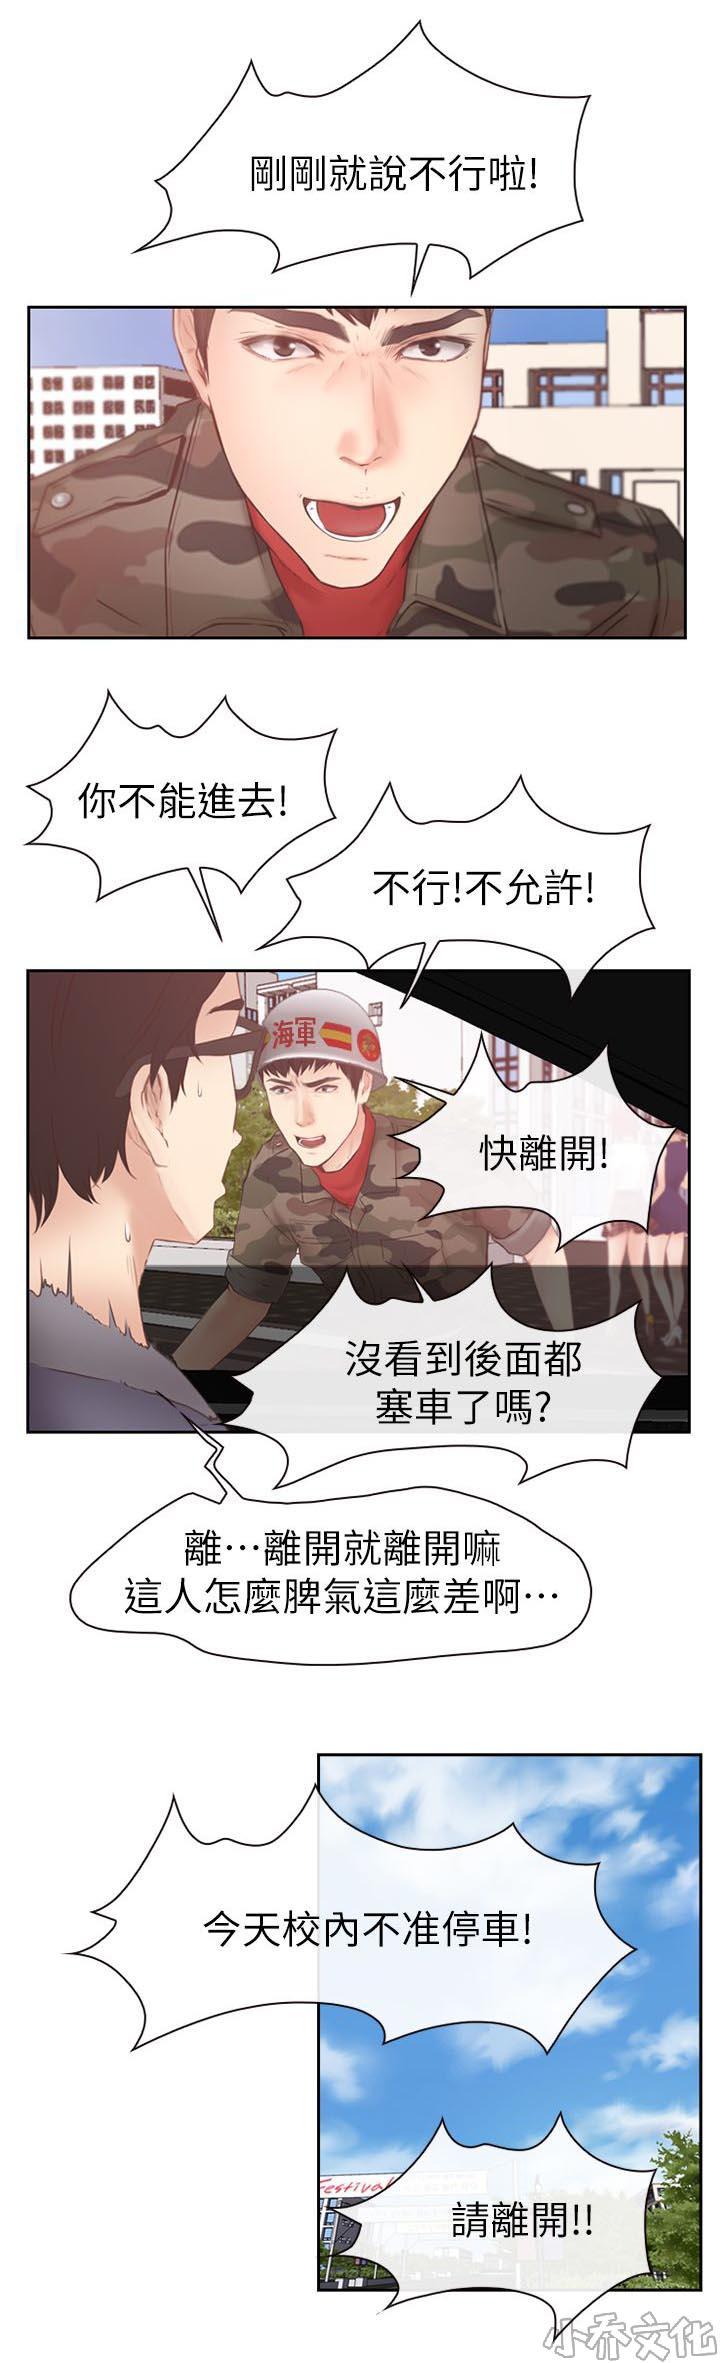 剛剛就說不行啦!
你不能進去!
不行!不允許!
海軍
快離開!
沒看到後面都
塞車了嗎?
離⋯離開就離開嘛
這人怎麼脾氣這麼差啊⋯
今天校內不准停車!
Festival
請離開!!
小乔文化